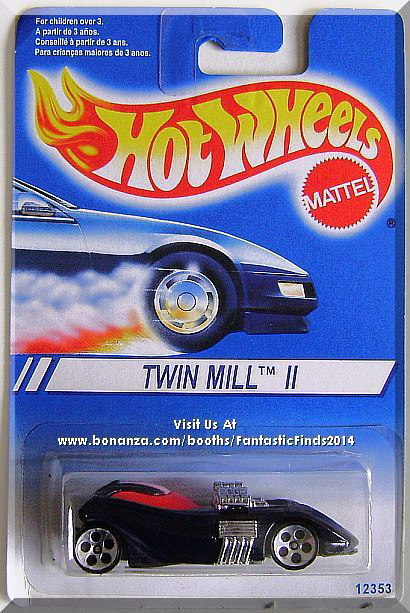 For children over 3.
A partir de 3 años.
Conseillé à partir de 3 ans.
Para crianças maiores de 3 anos.
HOT WHEELS
MATTEL
®
TWIN MILL™ II
Visit Us At
www.bonanza.com/booths/FantasticFinds2014
12353